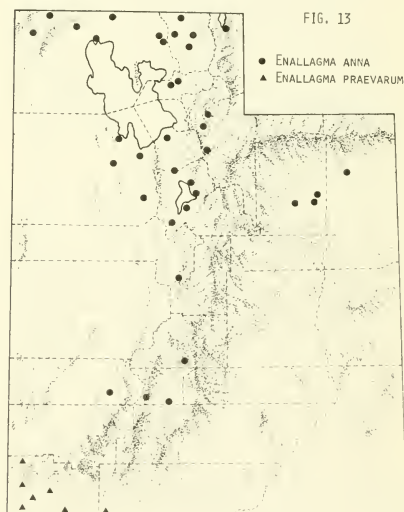 FIG. 13
● ENALLAGMA ANNA
▲ ENALLAGMA PRAEVARUM